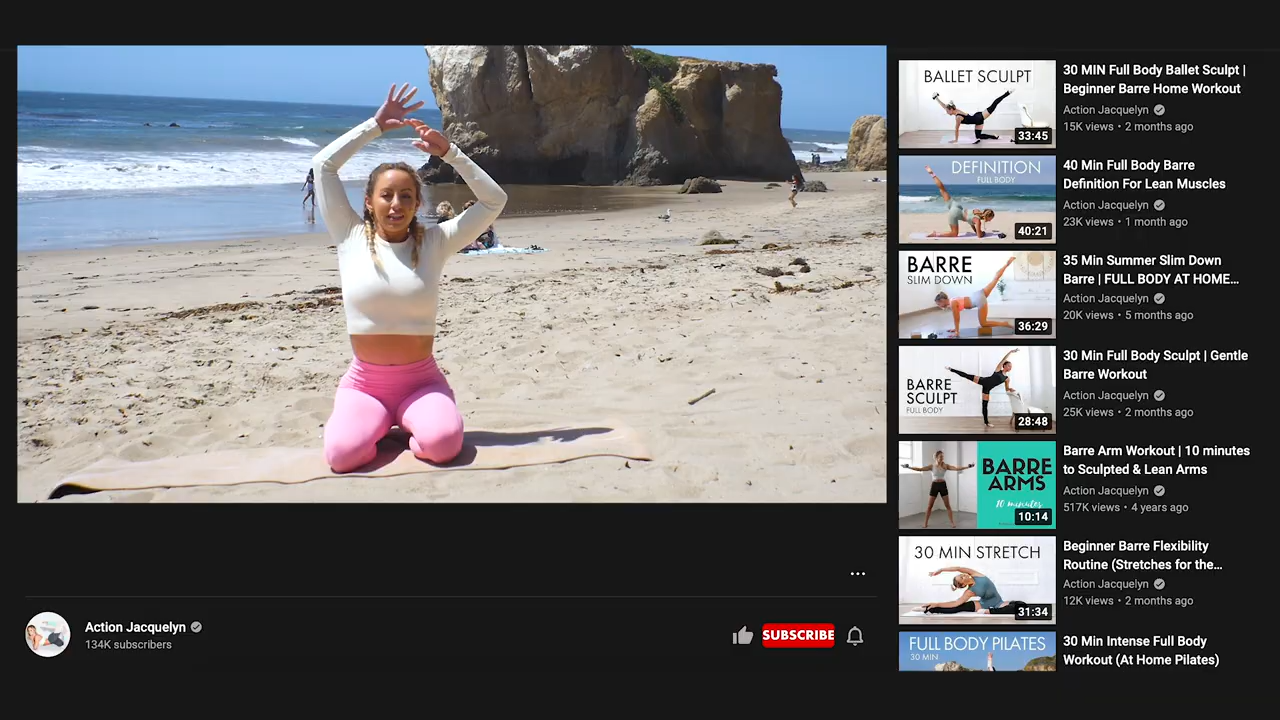 BALLET SCULPT
33:45
30 MIN Full Body Ballet Sculpt |
Beginner Barre Home Workout
Action Jacquelyn
15K views • 2 months ago
DEFINITION
FULL BODY
40:21
40 Min Full Body Barre
Definition For Lean Muscles
Action Jacquelyn
23K views • 1 month ago
BARRE
SLIM DOWN
36:29
35 Min Summer Slim Down
Barre | FULL BODY AT HOME...
Action Jacquelyn
20K views • 5 months ago
BARRE
SCULPT
FULL BODY
28:48
30 Min Full Body Sculpt | Gentle
Barre Workout
Action Jacquelyn
25K views • 2 months ago
BARRE
ARMS
10 minutes
10:14
Barre Arm Workout | 10 minutes
to Sculpted & Lean Arms
Action Jacquelyn
517K views • 4 years ago
30 MIN STRETCH
31:34
Beginner Barre Flexibility
Routine (Stretches for the...
Action Jacquelyn
12K views • 2 months ago
FULL BODY PILATES
30 MIN
30 Min Intense Full Body
Workout (At Home Pilates)
Action Jacquelyn
134K subscribers
SUBSCRIBE